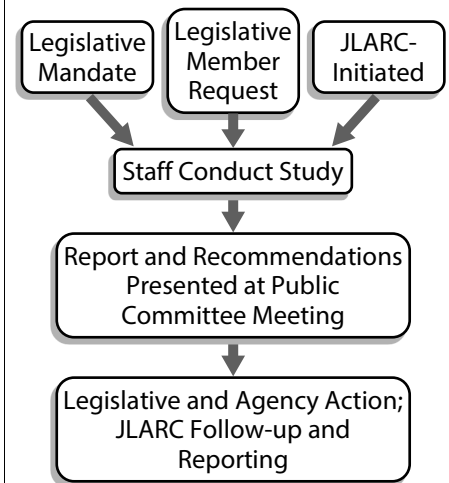 Legislative
Mandate
Legislative
Member
Request
JLARC-
Initiated
Staff Conduct Study
Report and Recommendations
Presented at Public
Committee Meeting
Legislative and Agency Action;
JLARC Follow-up and
Reporting